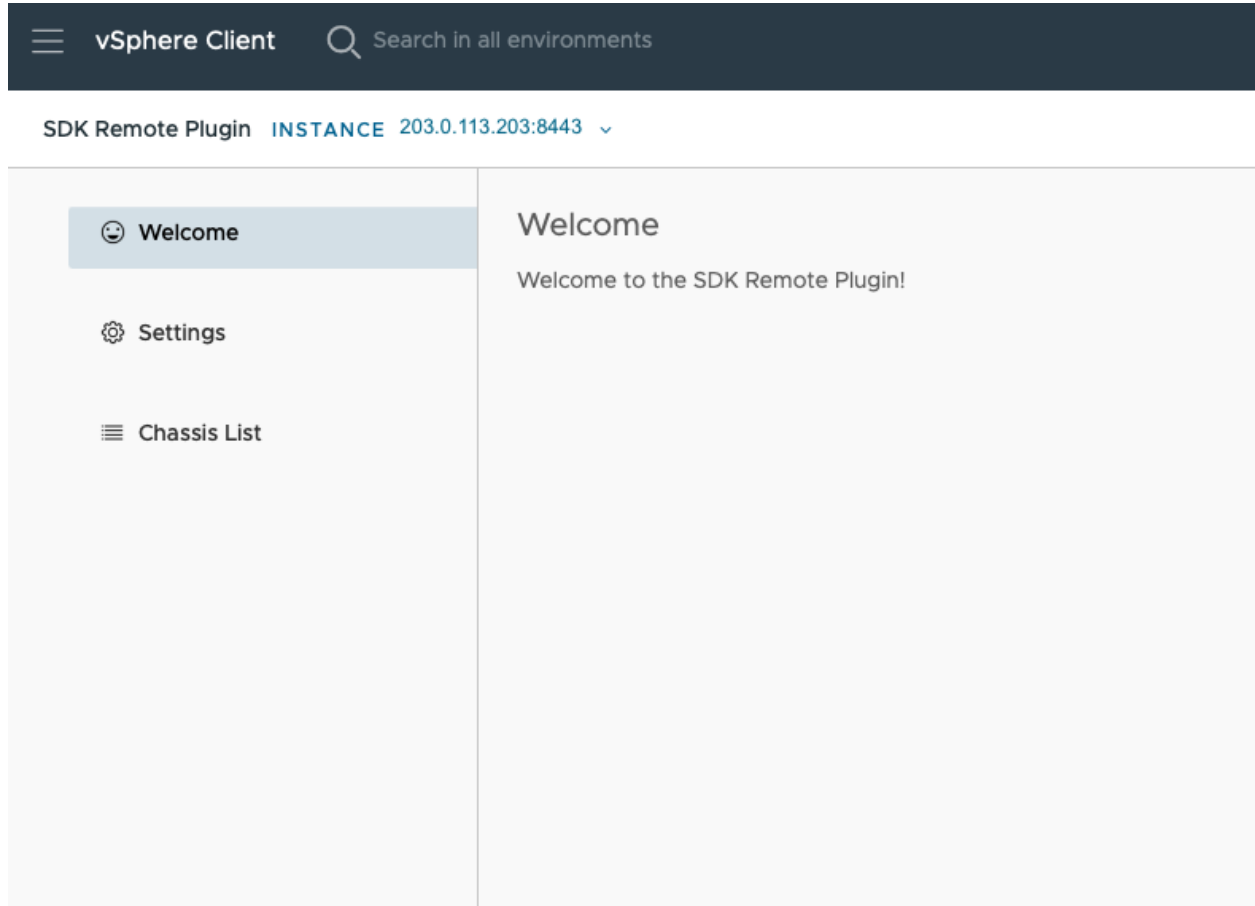 vSphere Client Search in all environments
SDK Remote Plugin INSTANCE 203.0.113.203:8443
Welcome
Settings
Chassis List
Welcome
Welcome to the SDK Remote Plugin!